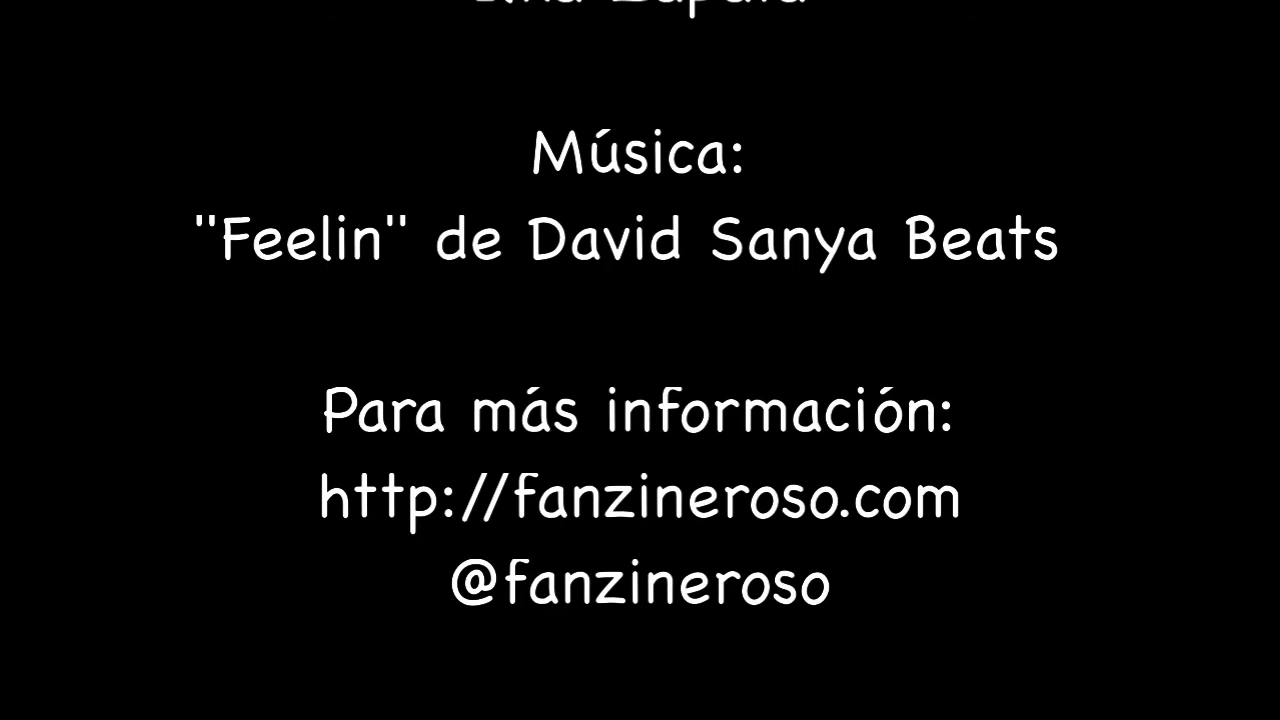 Música:
"Feelin" de David Sanya Beats
Para más información:
http://fanzineroso.com
@fanzineroso